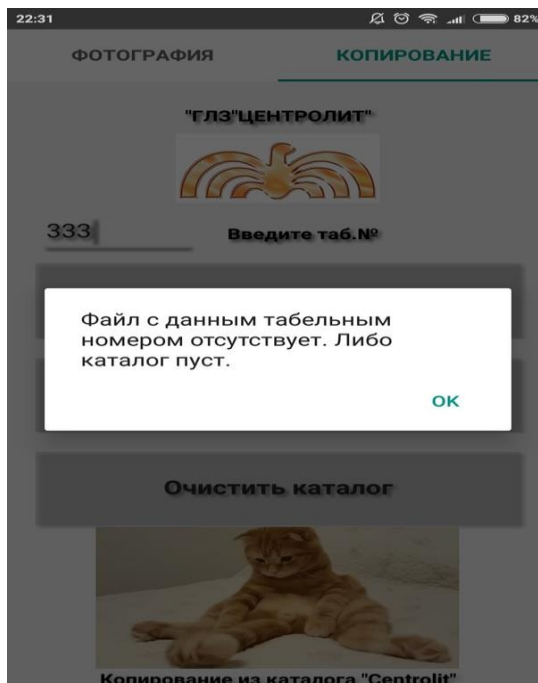 22:31 82%
ФОТОГРАФИЯ КОПИРОВАНИЕ
"ГЛЗ"ЦЕНТРОЛИТ"
333 Введите таб.№
Файл с данным табельным
номером отсутствует. Либо
каталог пуст.
OK
Очистить каталог
Копирование из каталога "Centrolit"